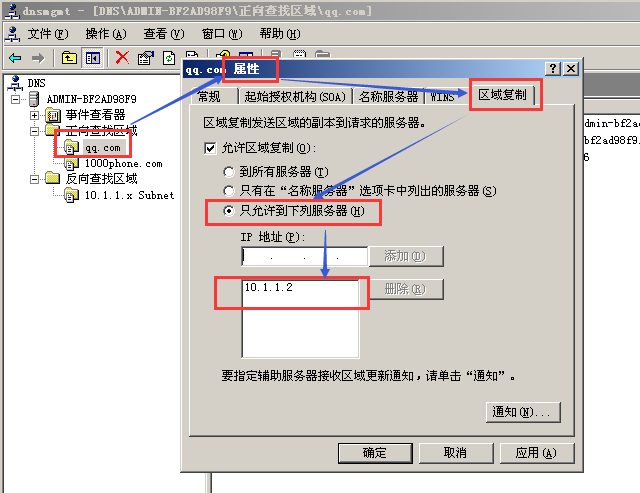 dnsmgmt - [DNS\ADMIN-BF2AD98F9\正向查找区域\qq.com]
文件(F) 操作(A) 查看(V) 窗口(W) 帮助(H)
DNS
ADMIN-BF2AD98F9
事件查看器
正向查找区域
qq.com
1000phone.com
反向查找区域
10.1.1.x Subnet
qq.com 属性
常规 起始授权机构(SOA) 名称服务器 WINS 区域复制
区域复制发送区域的副本到请求的服务器。
允许区域复制(O):
到所有服务器(T)
只有在“名称服务器”选项卡中列出的服务器(S)
只允许到下列服务器(H)
IP 地址(P):
. . .
添加(D)
10.1.1.2
删除(R)
要指定辅助服务器接收区域更新通知，请单击“通知”。
通知(N)...
确定 取消 应用(A)
dmin-bf2ad
bf2ad98f9.
6